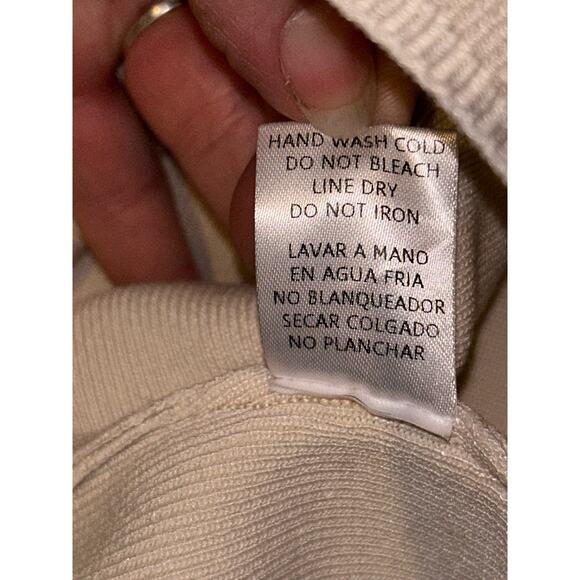 HAND WASH COLD
DO NOT BLEACH
LINE DRY
DO NOT IRON
LAVAR A MANO
EN AGUA FRIA
NO BLANQUEADOR
SECAR COLGADO
NO PLANCHAR